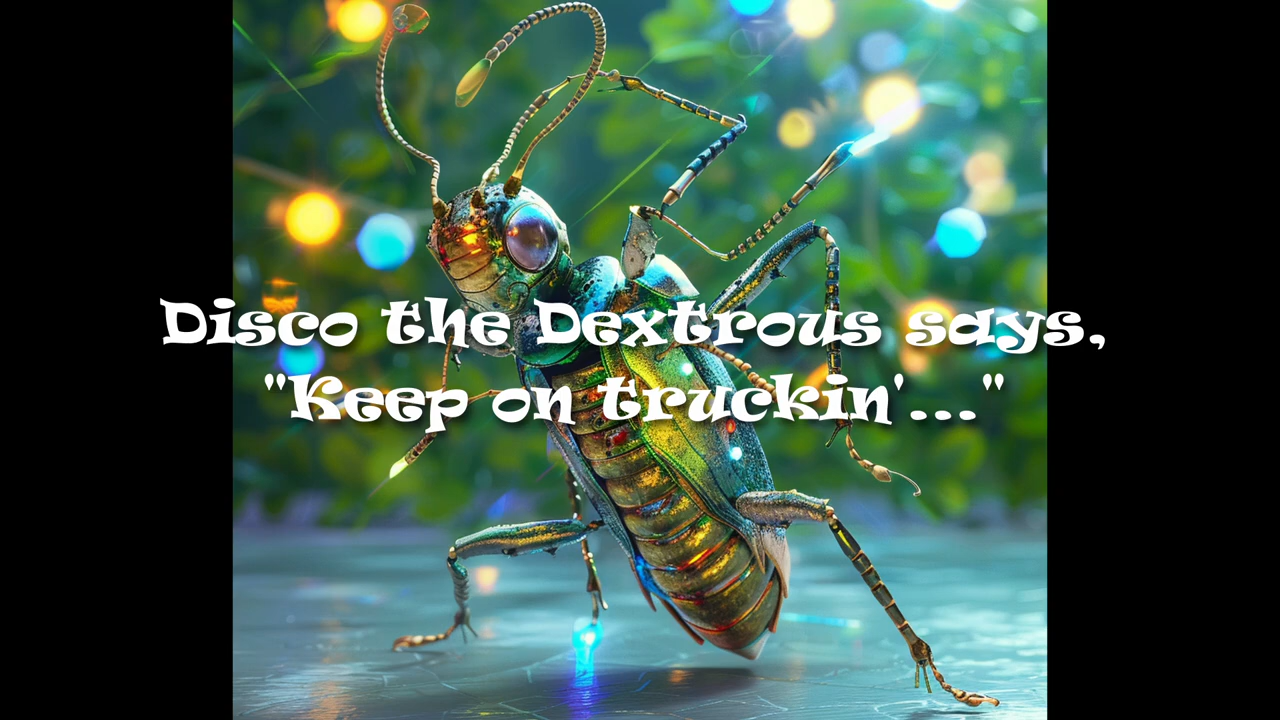 Disco the Dextrous says,
"Keep on truckin'..."